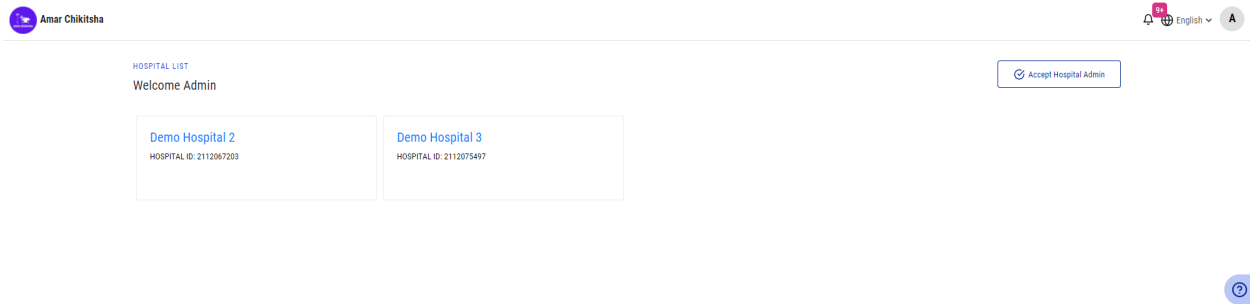 Amar Chikitsha
9+
English
A
HOSPITAL LIST
Welcome Admin
Accept Hospital Admin
Demo Hospital 2
HOSPITAL ID: 2112067203
Demo Hospital 3
HOSPITAL ID: 2112075497
?